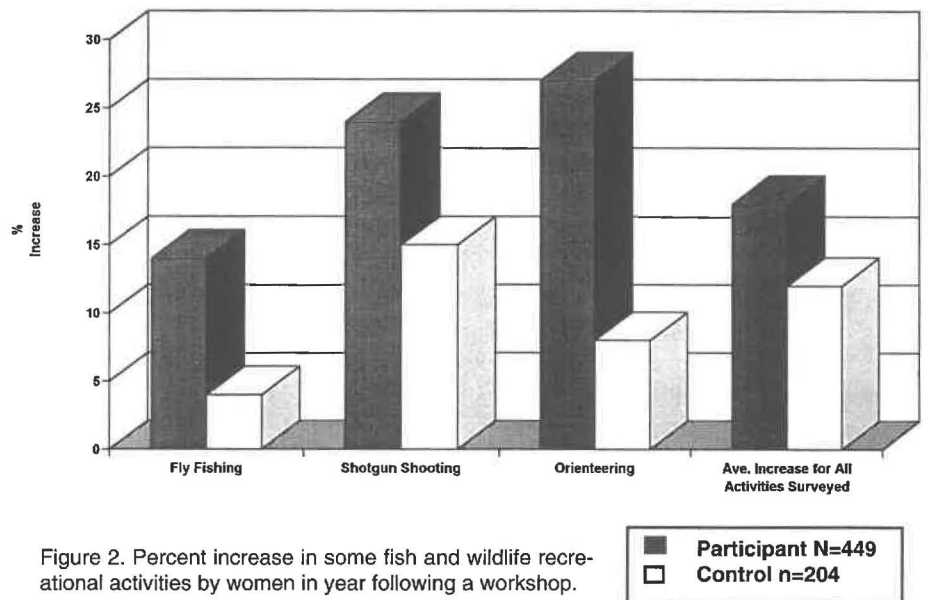 30
25
20
15
10
5
0
%
Increase
Fly Fishing
Shotgun Shooting
Orienteering
Ave. Increase for All
Activities Surveyed
Figure 2. Percent increase in some fish and wildlife recre-
ational activities by women in year following a workshop.
Participant N=449
Control n=204